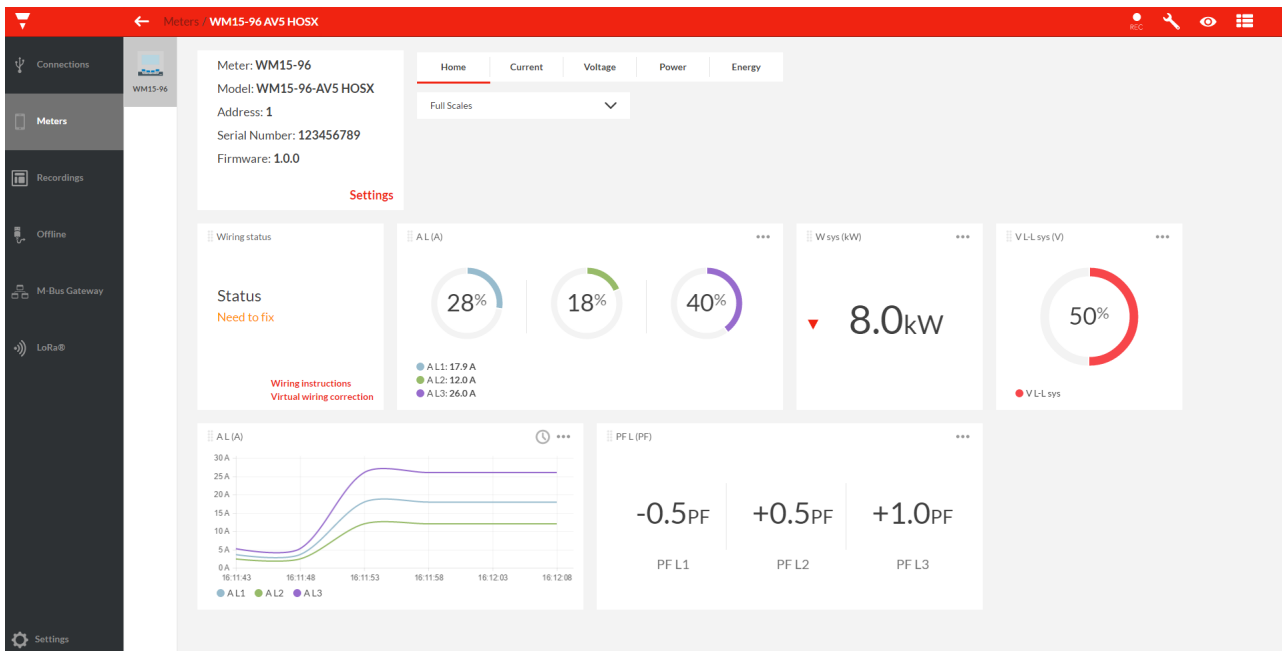 Meters / WM15-96 AV5 HOSX
REC
Connections
Meters
Recordings
Offline
M-Bus Gateway
LoRa®
Settings
WM15-96
Meter: WM15-96
Model: WM15-96-AV5 HOSX
Address: 1
Serial Number: 123456789
Firmware: 1.0.0
Settings
Home Current Voltage Power Energy
Full Scales
Wiring status
Status
Need to fix
Wiring instructions
Virtual wiring correction
A L (A)
28% 18% 40%
A L1: 17.9 A
A L2: 12.0 A
A L3: 26.0 A
W sys (kW)
8.0kW
V L-L sys (V)
50%
V L-L sys
A L (A)
30 A
25 A
20 A
15 A
10 A
5 A
0 A
16:11:43 16:11:48 16:11:53 16:11:58 16:12:03 16:12:08
A L1 A L2 A L3
PF L (PF)
-0.5PF +0.5PF +1.0PF
PF L1 PF L2 PF L3